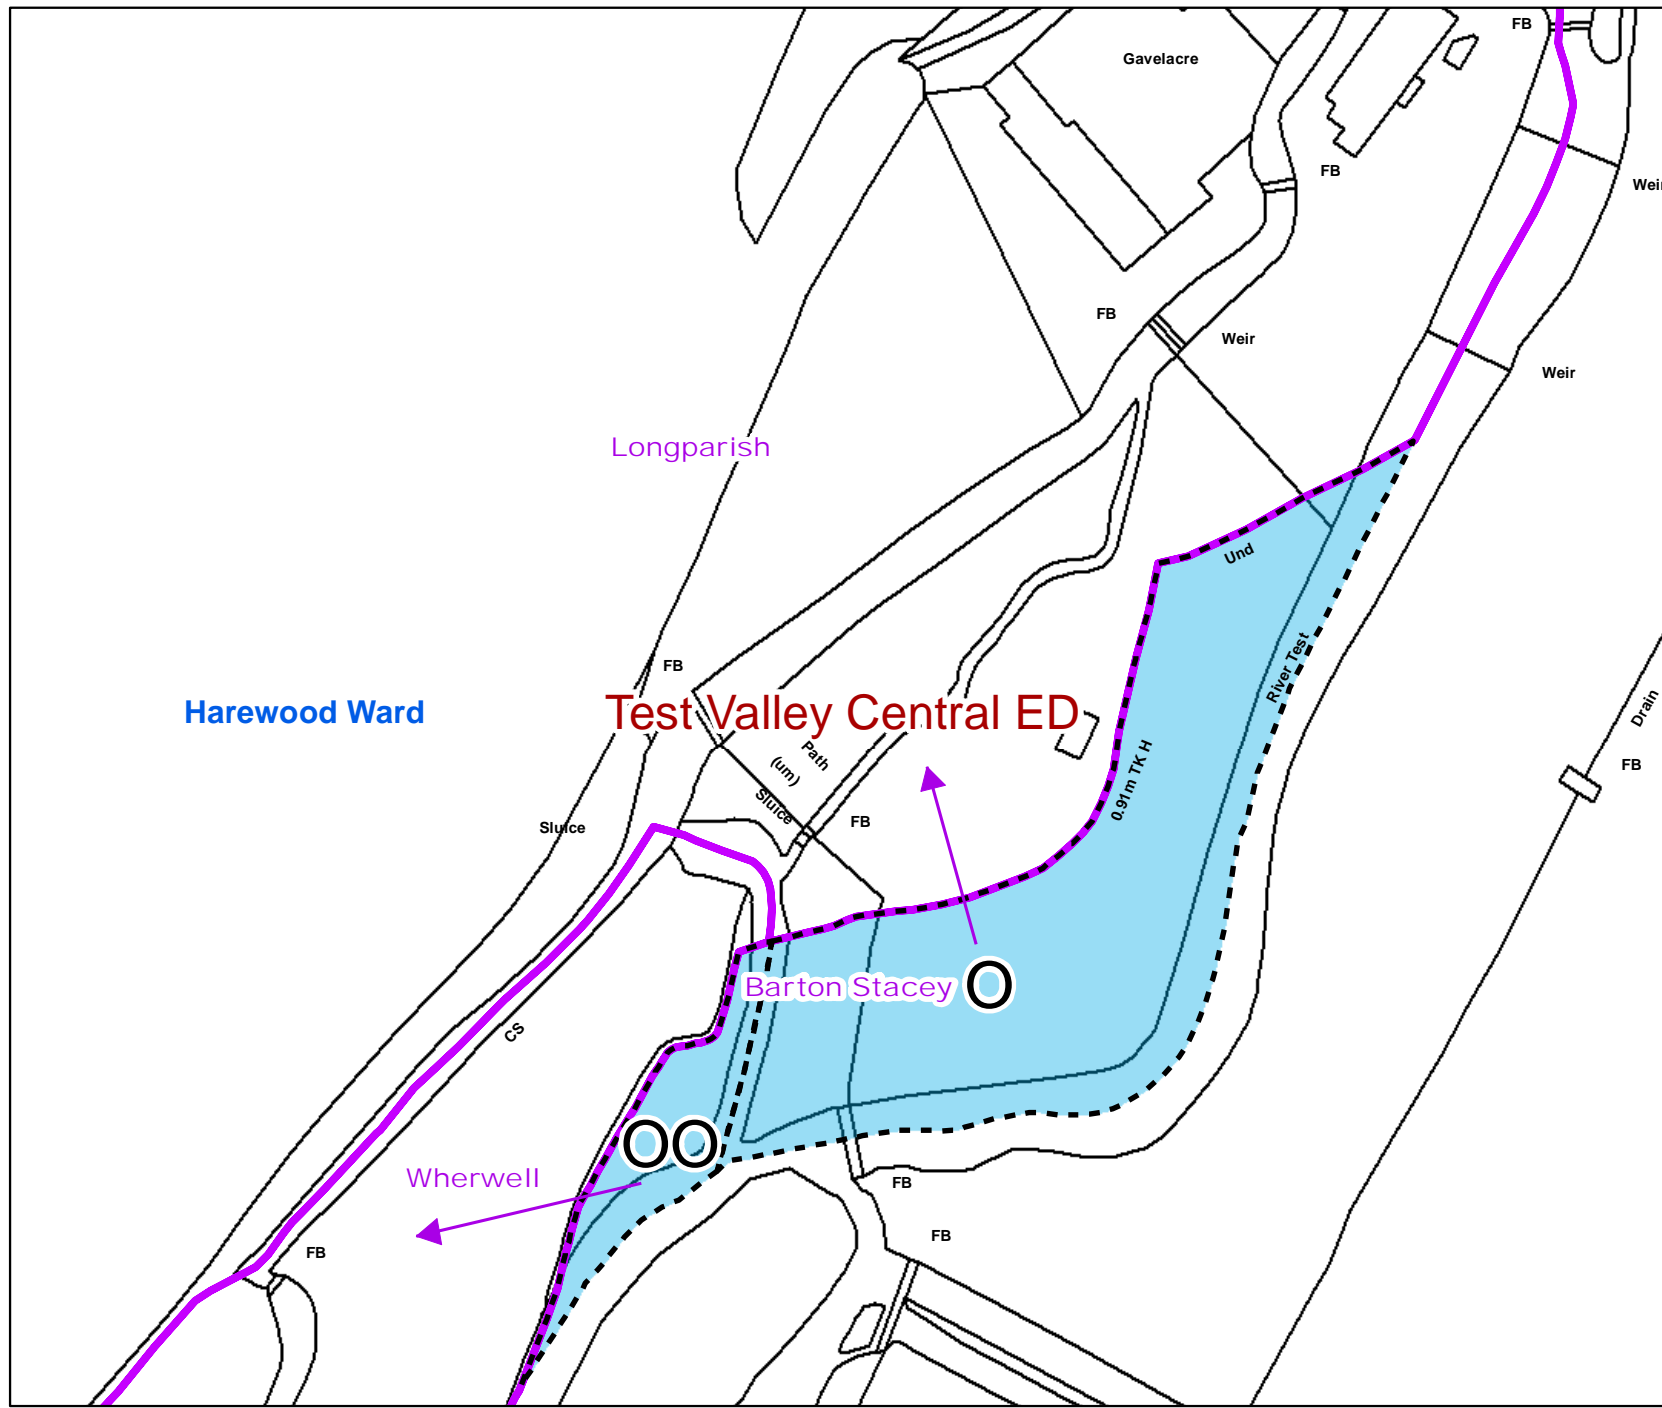 FB
Gavelacre
FB
Weir
FB
Weir
Weir
Longparish
Und
River Test
FB
Harewood Ward
Test Valley Central ED
Drain
Path
(um)
FB
0.91m TK H
Sluice
Sluice
FB
Barton Stacey O
CS
OO
Wherwell
FB
FB
FB